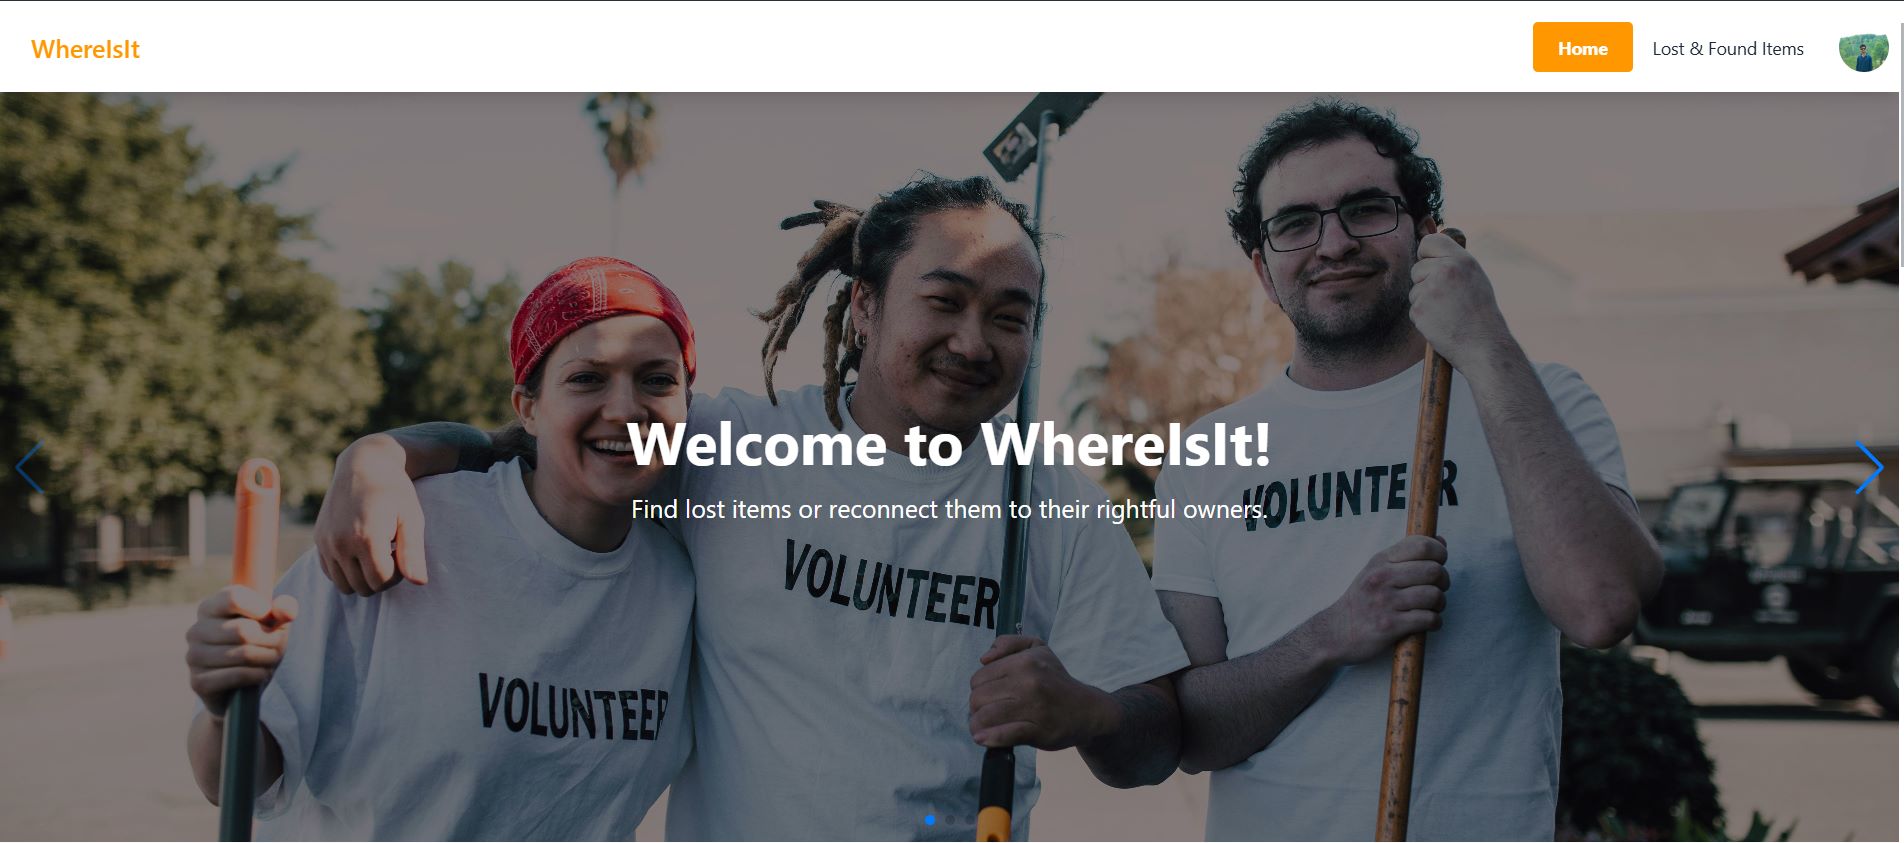 WhereIsIt
Home
Lost & Found Items
Welcome to WhereIsIt!
Find lost items or reconnect them to their rightful owners.
VOLUNTEER
VOLUNTEER
VOLUNTEER